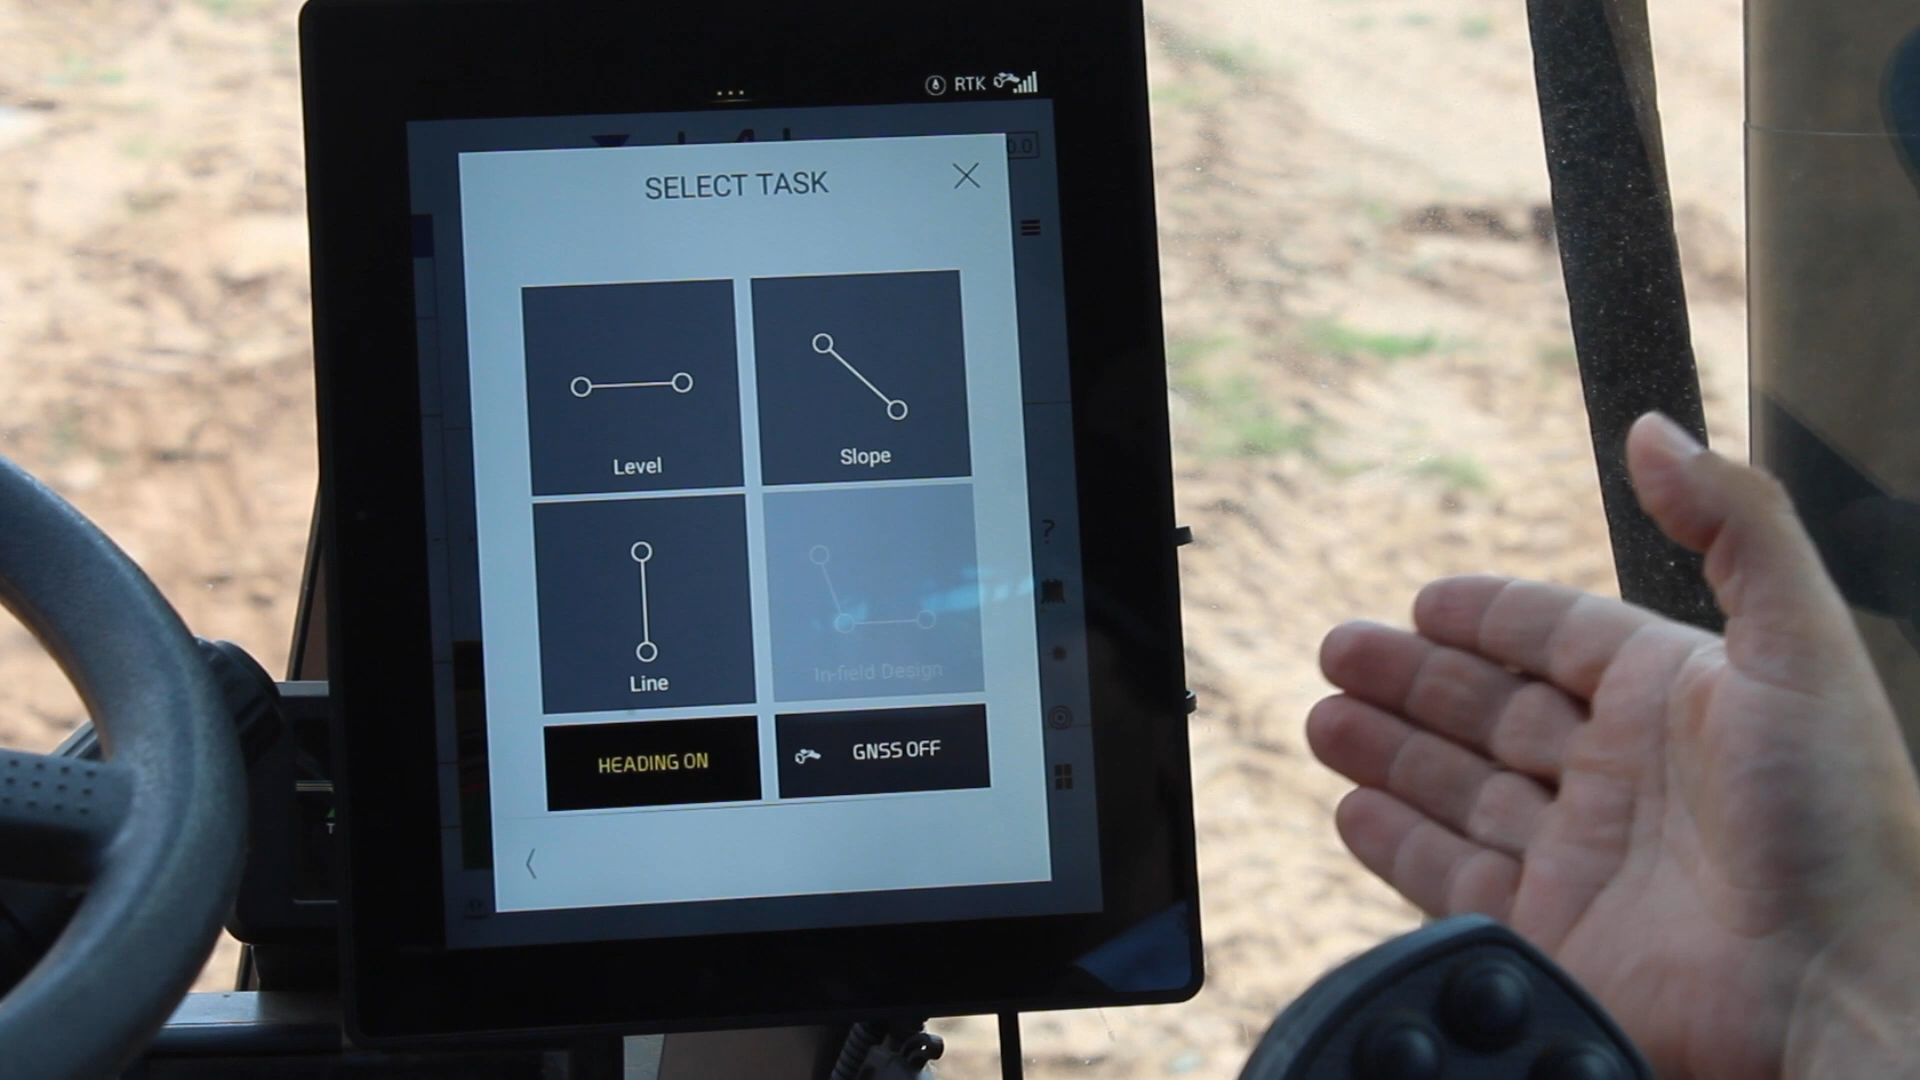 RTK
SELECT TASK
Level
Slope
Line
In-field Design
HEADING ON
GNSS OFF
?